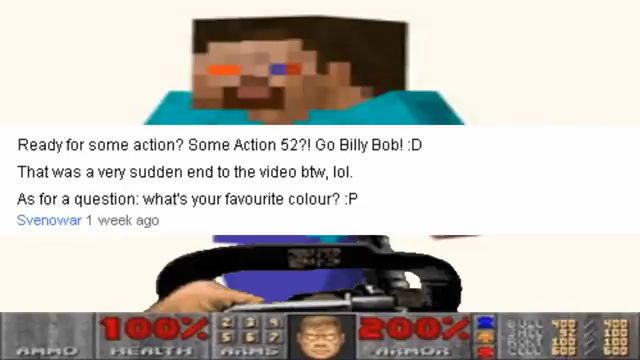 Ready for some action? Some Action 52?! Go Billy Bob! :D
That was a very sudden end to the video btw, lol.
As for a question: what's your favourite colour? :P
Svenowar 1 week ago
100% 200%
2 3 4
5 6 7
AMMO HEALTH ARMS ARMOR